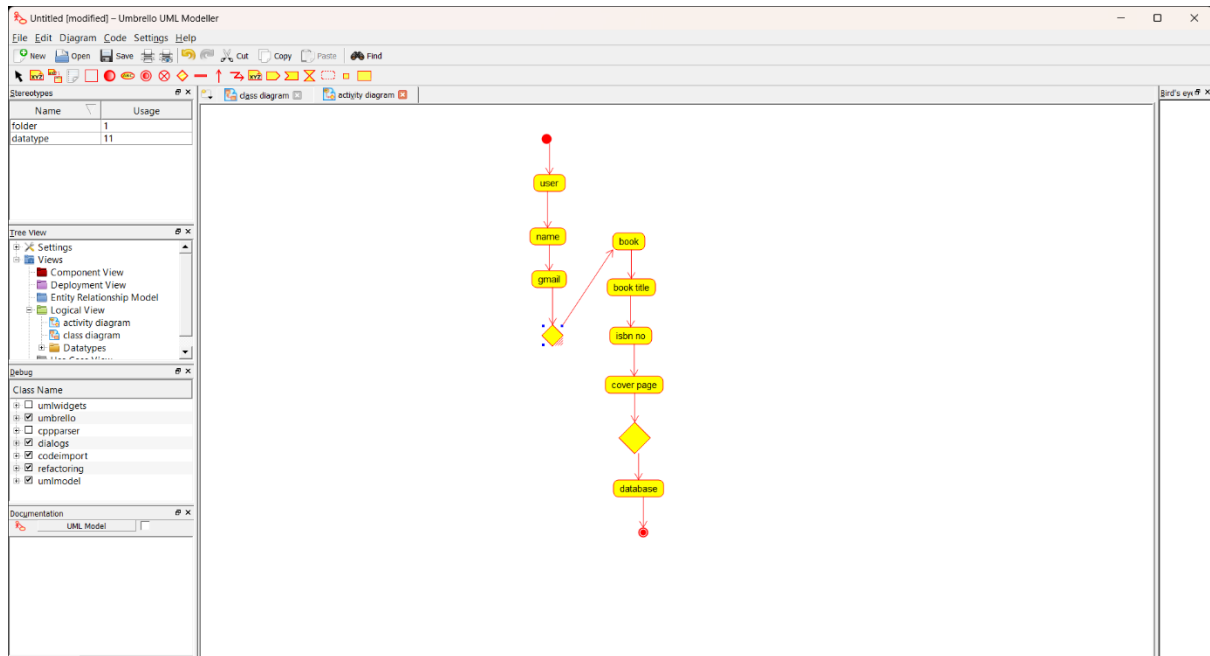 Untitled [modified] – Umbrello UML Modeller
File Edit Diagram Code Settings Help
New Open Save Cut Copy Paste Find
Stereotypes
Name Usage
folder 1
datatype 11
Tree View
Settings
Views
Component View
Deployment View
Entity Relationship Model
Logical View
activity diagram
class diagram
Datatypes
Debug
Class Name
umlwidgets
umbrello
cppparser
dialogs
codeimport
refactoring
umlmodel
Documentation
UML Model
class diagram activity diagram
user
name
gmail
book
book title
isbn no
cover page
database
Bird's eye